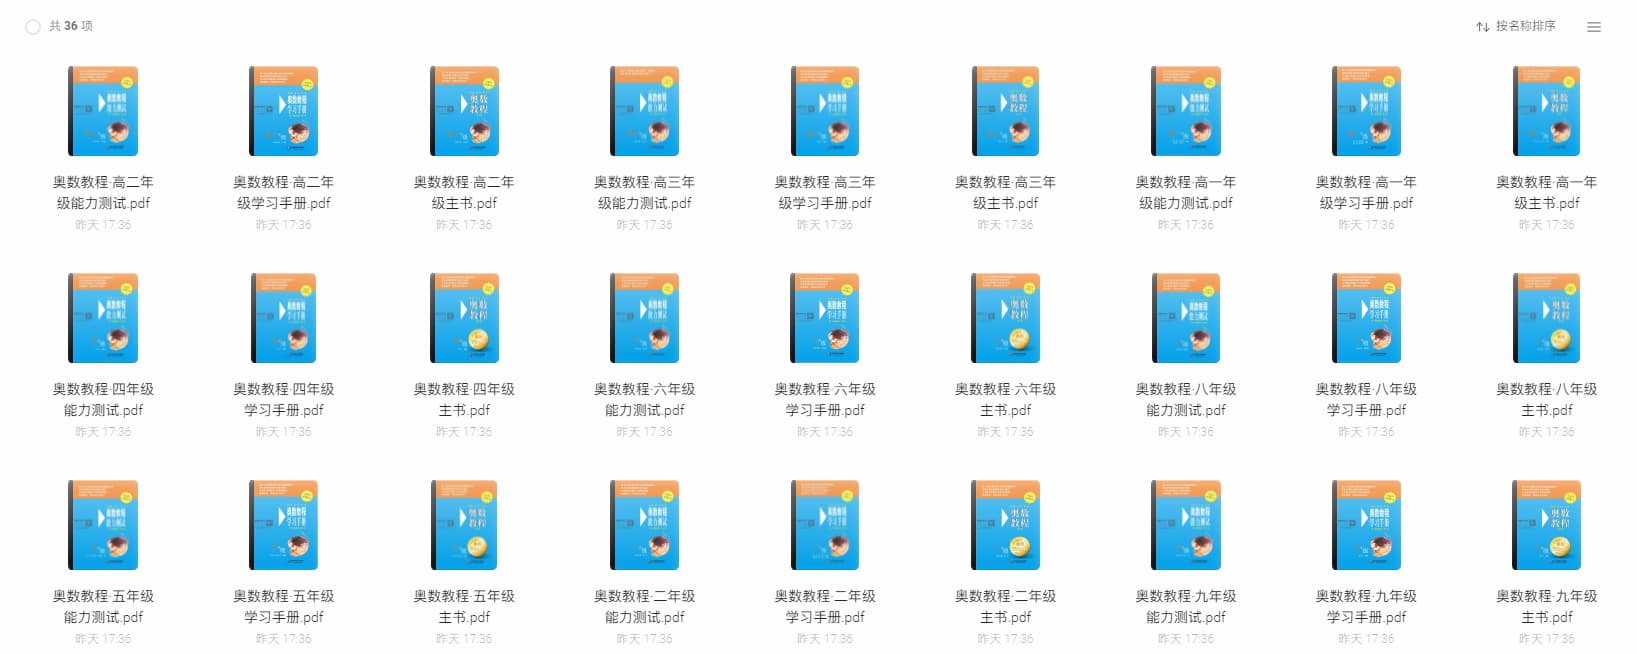 共 36 项
按名称排序
奥数教程·高二年
级能力测试.pdf
昨天 17:36
奥数教程·高二年
级学习手册.pdf
昨天 17:36
奥数教程·高二年
级主书.pdf
昨天 17:36
奥数教程·高三年
级能力测试.pdf
昨天 17:36
奥数教程·高三年
级学习手册.pdf
昨天 17:36
奥数教程·高三年
级主书.pdf
昨天 17:36
奥数教程·高一年
级能力测试.pdf
昨天 17:36
奥数教程·高一年
级学习手册.pdf
昨天 17:36
奥数教程·高一年
级主书.pdf
昨天 17:36
奥数教程·四年级
能力测试.pdf
昨天 17:36
奥数教程·四年级
学习手册.pdf
昨天 17:36
奥数教程·四年级
主书.pdf
昨天 17:36
奥数教程·六年级
能力测试.pdf
昨天 17:36
奥数教程·六年级
学习手册.pdf
昨天 17:36
奥数教程·六年级
主书.pdf
昨天 17:36
奥数教程·八年级
能力测试.pdf
昨天 17:36
奥数教程·八年级
学习手册.pdf
昨天 17:36
奥数教程·八年级
主书.pdf
昨天 17:36
奥数教程·五年级
能力测试.pdf
昨天 17:36
奥数教程·五年级
学习手册.pdf
昨天 17:36
奥数教程·五年级
主书.pdf
昨天 17:36
奥数教程·二年级
能力测试.pdf
昨天 17:36
奥数教程·二年级
学习手册.pdf
昨天 17:36
奥数教程·二年级
主书.pdf
昨天 17:36
奥数教程·九年级
能力测试.pdf
昨天 17:36
奥数教程·九年级
学习手册.pdf
昨天 17:36
奥数教程·九年级
主书.pdf
昨天 17:36